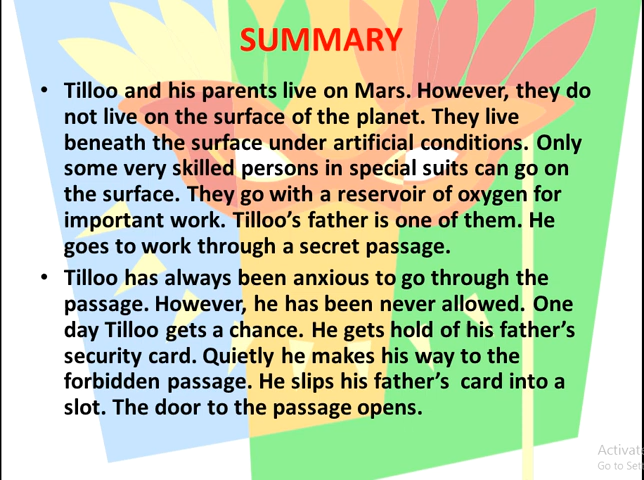 SUMMARY
• Tilloo and his parents live on Mars. However, they do
not live on the surface of the planet. They live
beneath the surface under artificial conditions. Only
some very skilled persons in special suits can go on
the surface. They go with a reservoir of oxygen for
important work. Tilloo's father is one of them. He
goes to work through a secret passage.
• Tilloo has always been anxious to go through the
passage. However, he has been never allowed. One
day Tilloo gets a chance. He gets hold of his father's
security card. Quietly he makes his way to the
forbidden passage. He slips his father's  card into a
slot. The door to the passage opens.
Activat
Go to Set